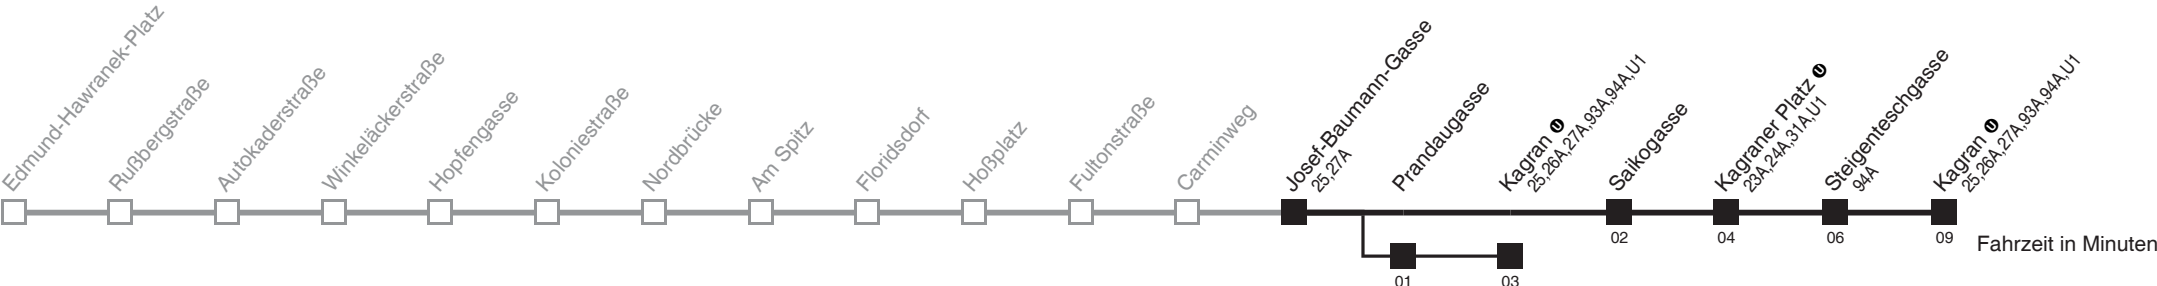 Edmund-Hawranek-Platz
Rußbergstraße
Autokaderstraße
Winkeläckerstraße
Hopfengasse
Koloniestraße
Nordbrücke
Am Spitz
Floridsdorf
Hoßplatz
Fultonstraße
Carminweg
Josef-Baumann-Gasse
25,27A
Prandaugasse
Kagran U
25,26A,27A,93A,94A,U1
Saikogasse
Kagraner Platz U
23A,24A,31A,U1
Steigenteschgasse
94A
Kagran U
25,26A,27A,93A,94A,U1
02
04
06
09
Fahrzeit in Minuten
01
03